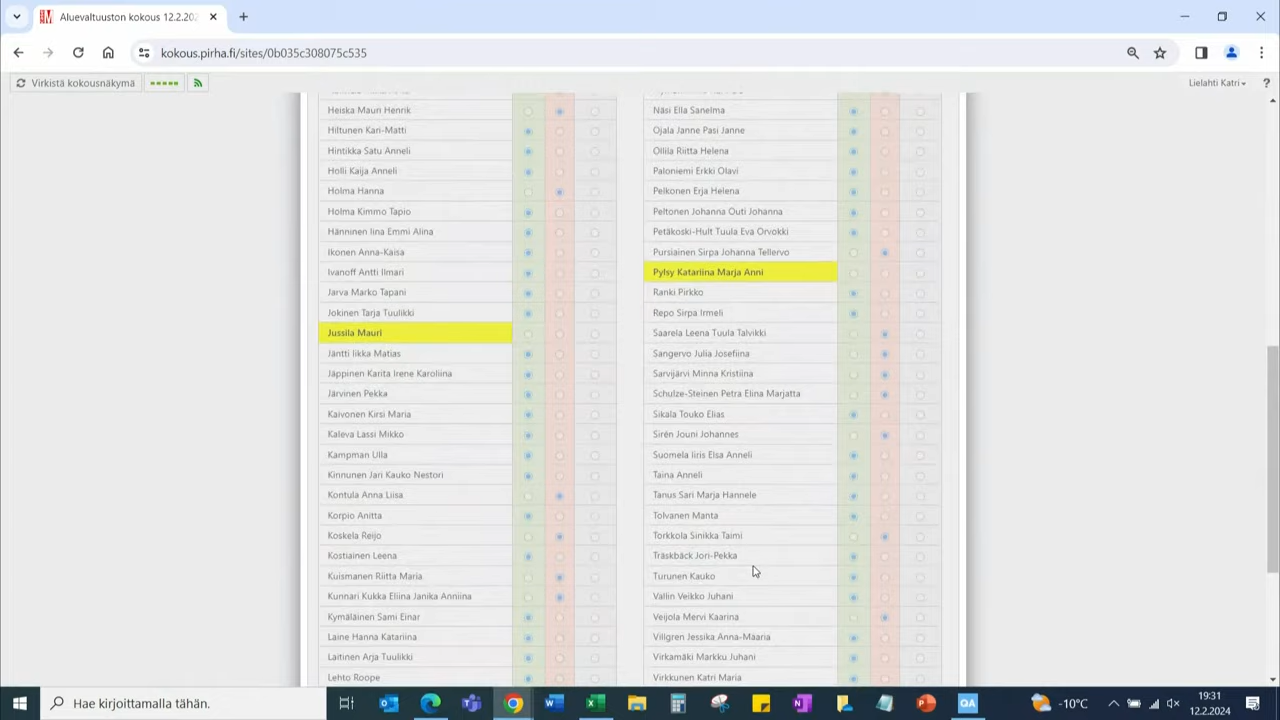 Aluevaltuuston kokous 12.2.202
kokous.pirha.fi/sites/0b035c308075c535
Virkistä kokousnäkymä
Lielahti Katri
?
Heiska Mauri Henrik
Hiltunen Kari-Matti
Hintikka Satu Anneli
Holli Kaija Anneli
Holma Hanna
Holma Kimmo Tapio
Hänninen Iina Emmi Alina
Ikonen Anna-Kaisa
Ivanoff Antti Ilmari
Jarva Marko Tapani
Jokinen Tarja Tuulikki
Jussila Mauri
Jäntti Iikka Matias
Jäppinen Karita Irene Karoliina
Järvinen Pekka
Kaivonen Kirsi Maria
Kaleva Lassi Mikko
Kampman Ulla
Kinnunen Jari Kauko Nestori
Kontula Anna Liisa
Korpio Anitta
Koskela Reijo
Kostiainen Leena
Kuismanen Riitta Maria
Kunnari Kukka Eliina Janika Anniina
Kymäläinen Sami Einar
Laine Hanna Katariina
Laitinen Arja Tuulikki
Lehto Roope
Näsi Ella Sanelma
Ojala Janne Pasi Janne
Ollila Riitta Helena
Paloniemi Erkki Olavi
Pelkonen Erja Helena
Peltonen Johanna Outi Johanna
Petäkoski-Hult Tuula Eva Orvokki
Pursiainen Sirpa Johanna Tellervo
Pylsy Katariina Marja Anni
Ranki Pirkko
Repo Sirpa Irmeli
Saarela Leena Tuula Talvikki
Sangervo Julia Josefiina
Sarvijärvi Minna Kristiina
Schulze-Steinen Petra Elina Marjatta
Sikala Touko Elias
Sirén Jouni Johannes
Suomela Iiris Elsa Anneli
Taina Anneli
Tanus Sari Marja Hannele
Tolvanen Manta
Torkkola Sinikka Taimi
Träskbäck Jori-Pekka
Turunen Kauko
Vallin Veikko Juhani
Veijola Mervi Kaarina
Villgren Jessika Anna-Maaria
Virkamäki Markku Juhani
Virkkunen Katri Maria
Hae kirjoittamalla tähän.
QA
-10°C
19:31
12.2.2024